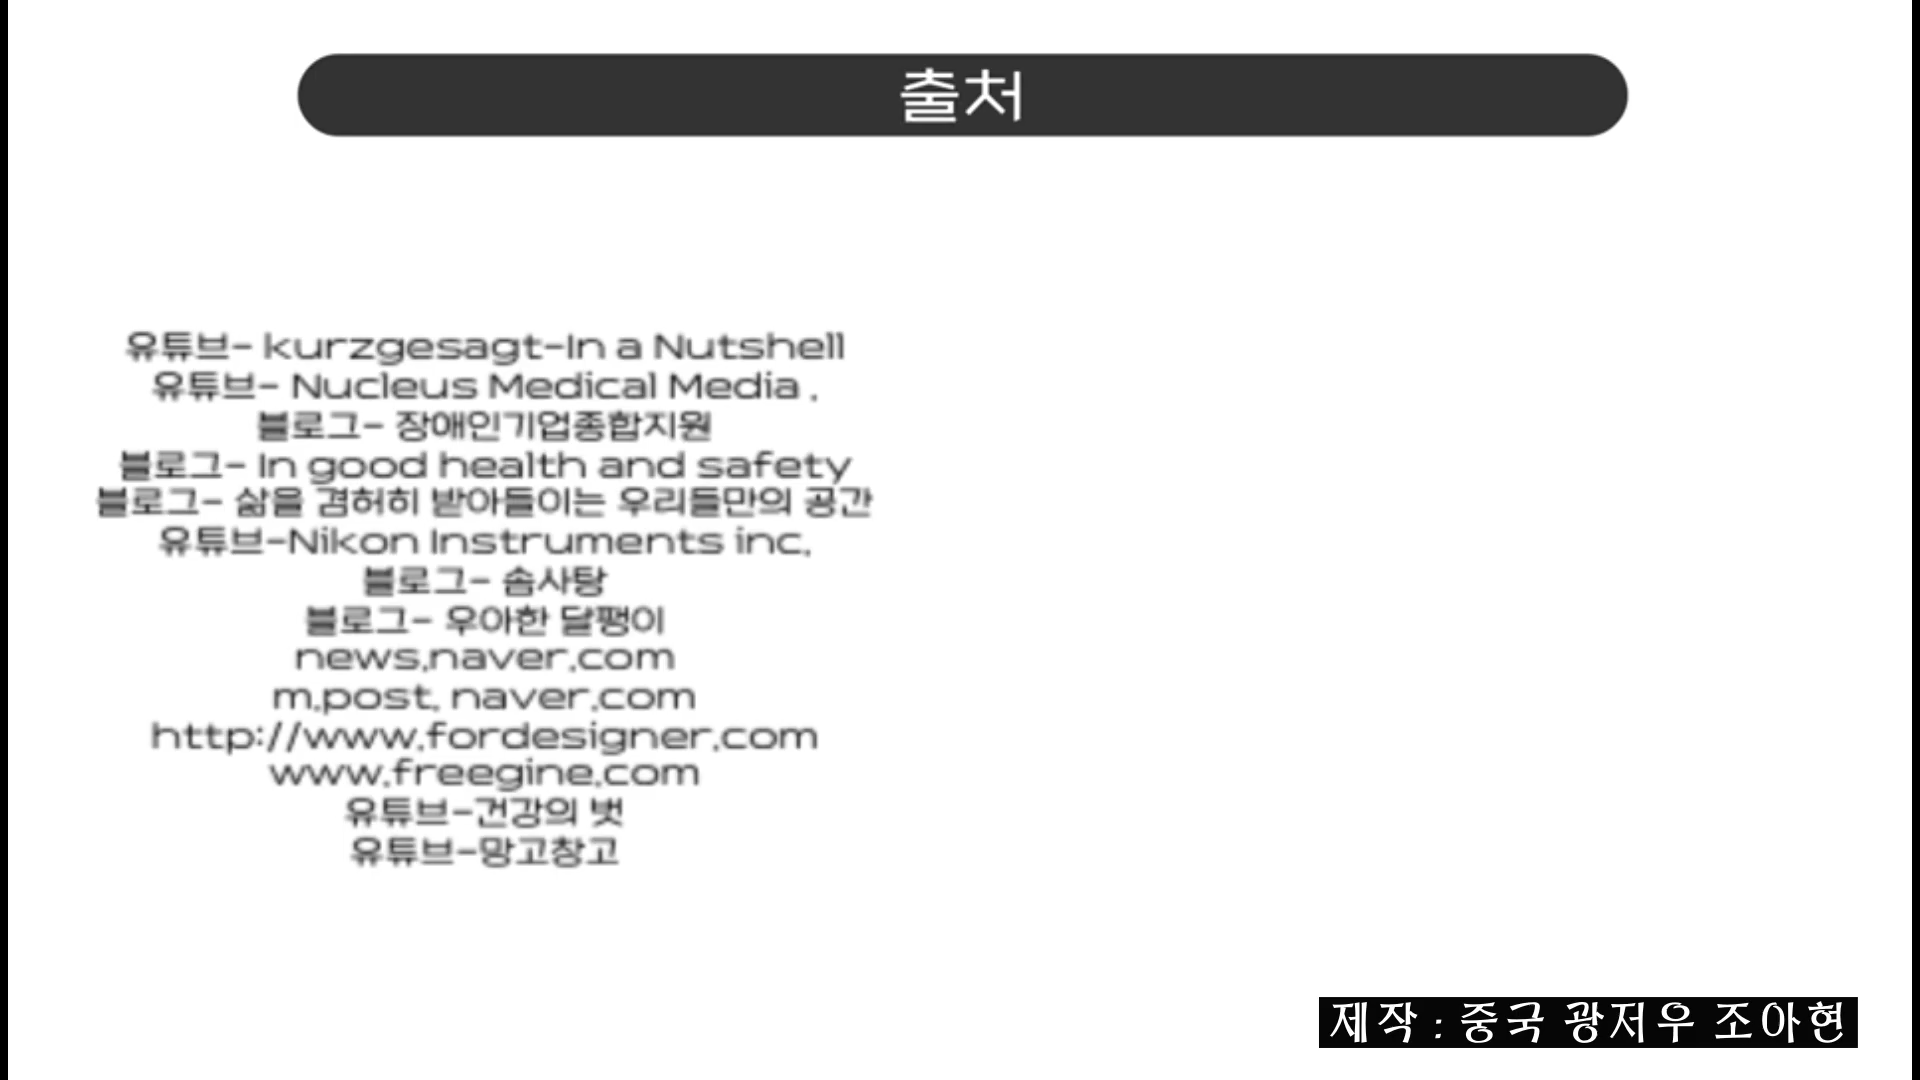 출처
유튜브- kurzgesagt-In a Nutshell
유튜브- Nucleus Medical Media .
블로그- 장애인기업종합지원
블로그- In good health and safety
블로그- 삶을 겸허히 받아들이는 우리들만의 공간
유튜브-Nikon Instruments inc.
블로그- 솜사탕
블로그- 우아한 달팽이
news.naver.com
m.post. naver.com
http://www.fordesigner.com
www.freegine.com
유튜브-건강의 벗
유튜브-망고창고
제작 : 중국 광저우 조아현